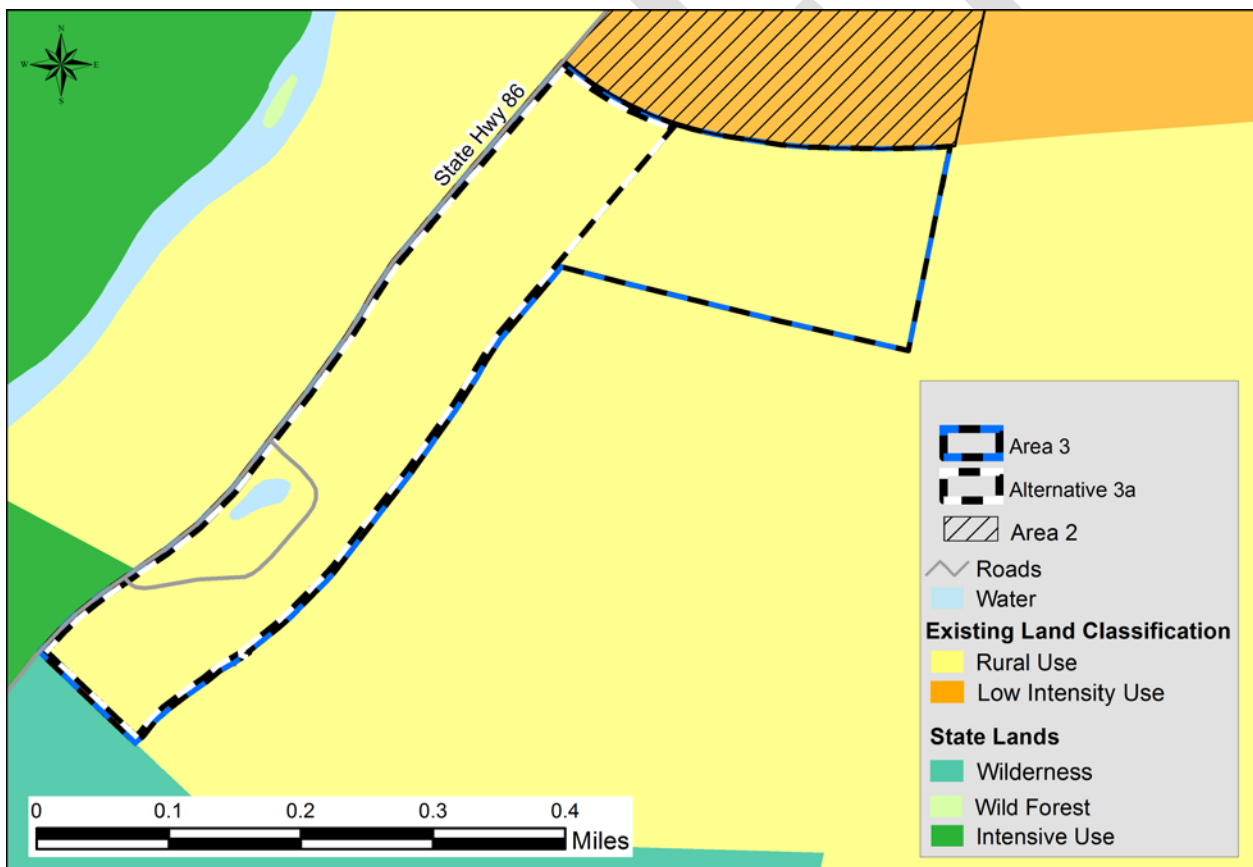 N
W E
S
State Hwy 86
Area 3
Alternative 3a
Area 2
Roads
Water
Existing Land Classification
Rural Use
Low Intensity Use
State Lands
Wilderness
Wild Forest
Intensive Use
0 0.1 0.2 0.3 0.4
Miles